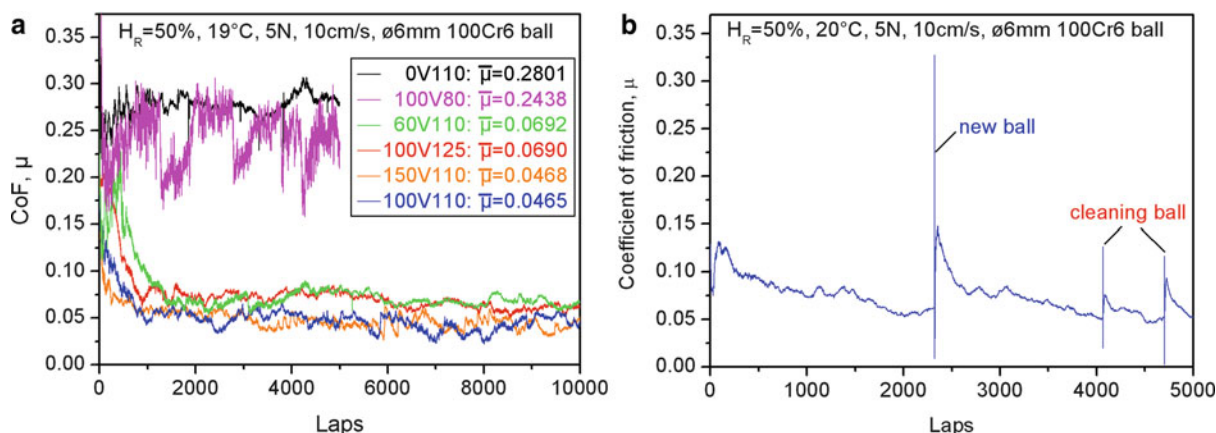 a
H_R=50%, 19°C, 5N, 10cm/s, ø6mm 100Cr6 ball
0V110: μ̅=0.2801
100V80: μ̅=0.2438
60V110: μ̅=0.0692
100V125: μ̅=0.0690
150V110: μ̅=0.0468
100V110: μ̅=0.0465
CoF, μ
0.35
0.30
0.25
0.20
0.15
0.10
0.05
0.00
0 2000 4000 6000 8000 10000
Laps
b
H_R=50%, 20°C, 5N, 10cm/s, ø6mm 100Cr6 ball
new ball
cleaning ball
Coefficient of friction, μ
0.35
0.30
0.25
0.20
0.15
0.10
0.05
0.00
0 1000 2000 3000 4000 5000
Laps